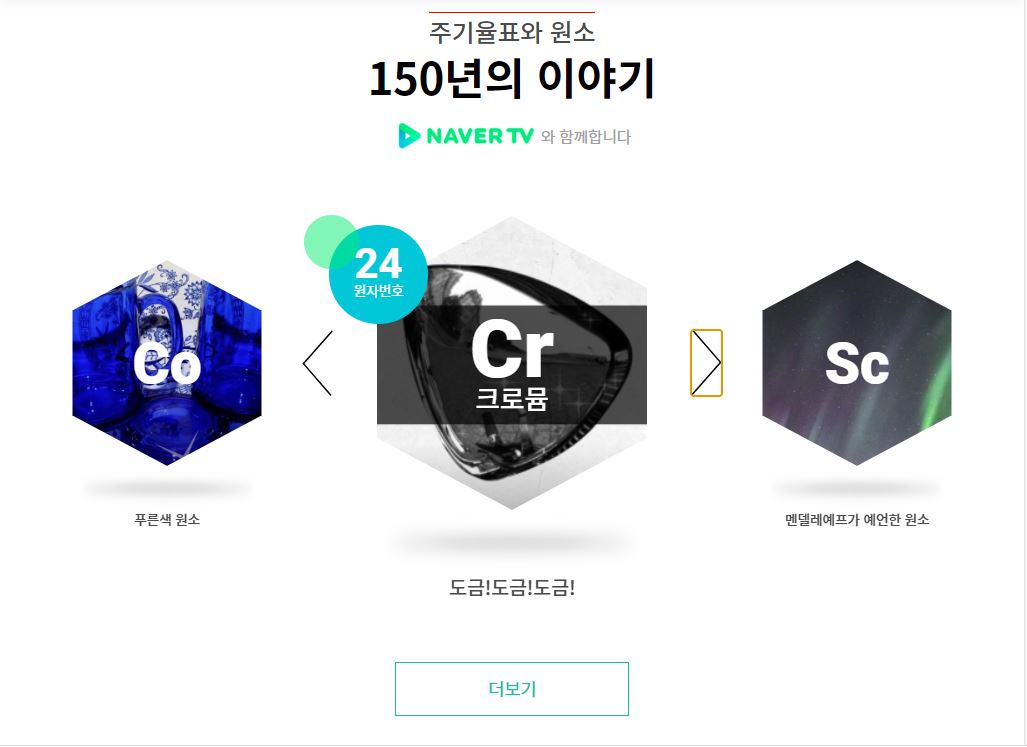 주기율표와 원소
150년의 이야기
NAVER TV 와 함께합니다
24
원자번호
Co
Cr
크로뮴
Sc
푸른색 원소
멘델레예프가 예언한 원소
도금!도금!도금!
더보기